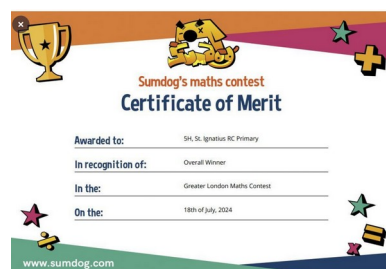 Sumdog's maths contest
Certificate of Merit
Awarded to: 5H, St. Ignatius RC Primary
In recognition of: Overall Winner
In the: Greater London Maths Contest
On the: 18th of July, 2024
www.sumdog.com